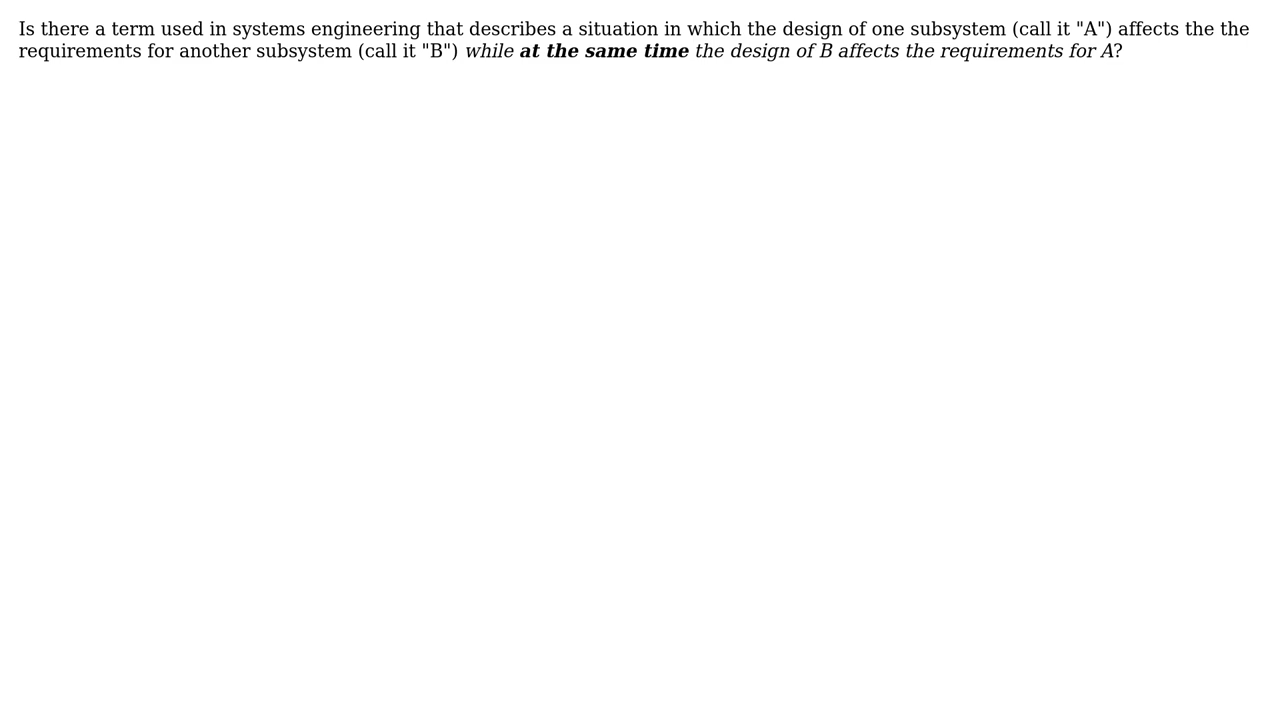 Is there a term used in systems engineering that describes a situation in which the design of one subsystem (call it "A") affects the the
requirements for another subsystem (call it "B") while at the same time the design of B affects the requirements for A?